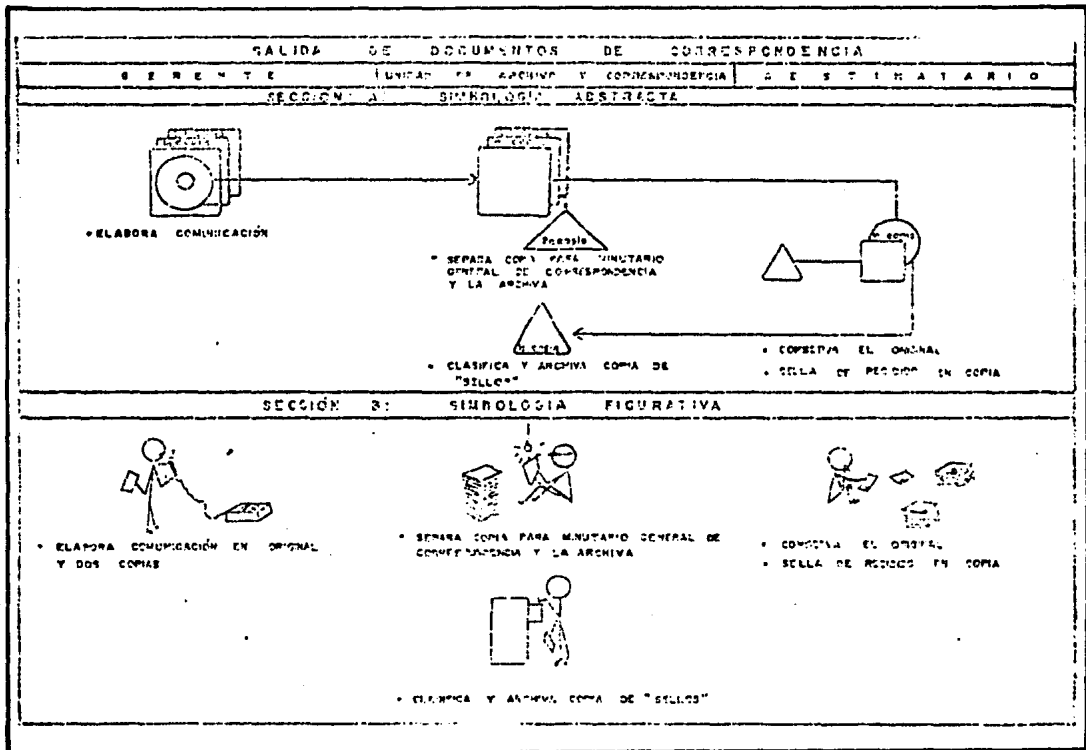 SALIDA DE DOCUMENTOS DE CORRESPONDENCIA
GERENTE
UNIDAD DE ARCHIVO Y CORRESPONDENCIA
DESTINATARIO
SECCIÓN A: SIMBOLOGÍA ABSTRACTA
* ELABORA COMUNICACIÓN
* SEPARA COPIA PARA MINUTARIO
GENERAL DE CORRESPONDENCIA
Y LA ARCHIVA
* CLASIFICA Y ARCHIVA COPIA DE
"SELLOS"
* CONSERVA EL ORIGINAL
* SELLA DE RECIBIDO EN COPIA
SECCIÓN B: SIMBOLOGIA FIGURATIVA
* ELABORA COMUNICACIÓN EN ORIGINAL
Y DOS COPIAS
* SEPARA COPIA PARA MINUTARIO GENERAL DE
CORRESPONDENCIA Y LA ARCHIVA
* CONSERVA EL ORIGINAL
* SELLA DE RECIBIDO EN COPIA
* CLASIFICA Y ARCHIVA COPIA DE "SELLOS"